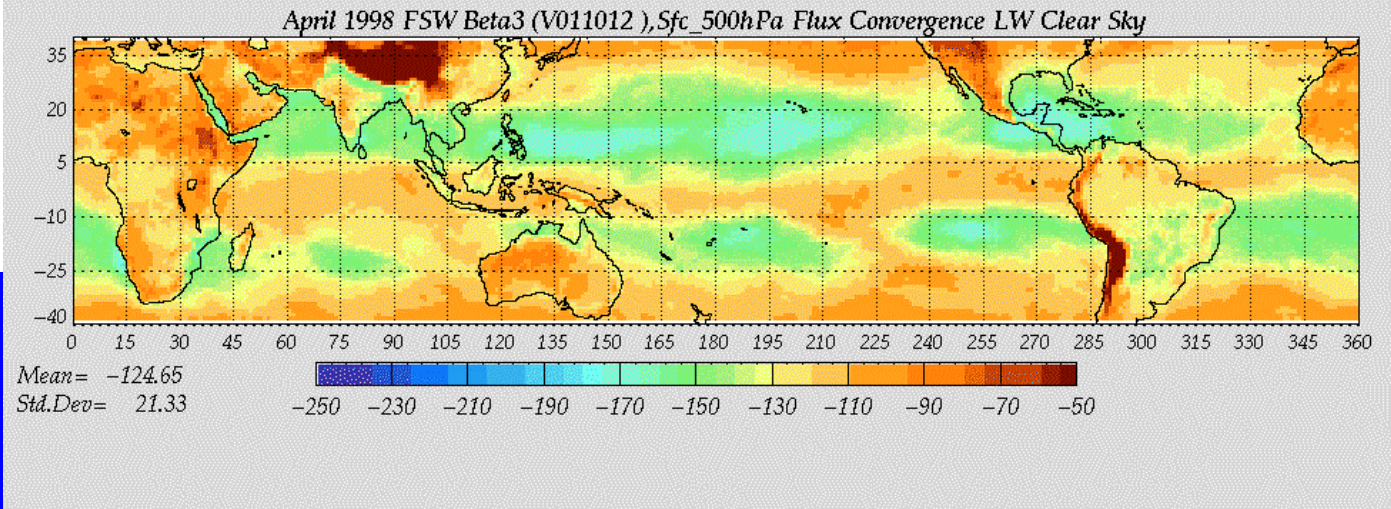 April 1998 FSW Beta3 (V011012 ),Sfc_500hPa Flux Convergence LW Clear Sky
35
20
5
−10
−25
−40
0 15 30 45 60 75 90 105 120 135 150 165 180 195 210 225 240 255 270 285 300 315 330 345 360
Mean= −124.65
Std.Dev= 21.33
−250 −230 −210 −190 −170 −150 −130 −110 −90 −70 −50